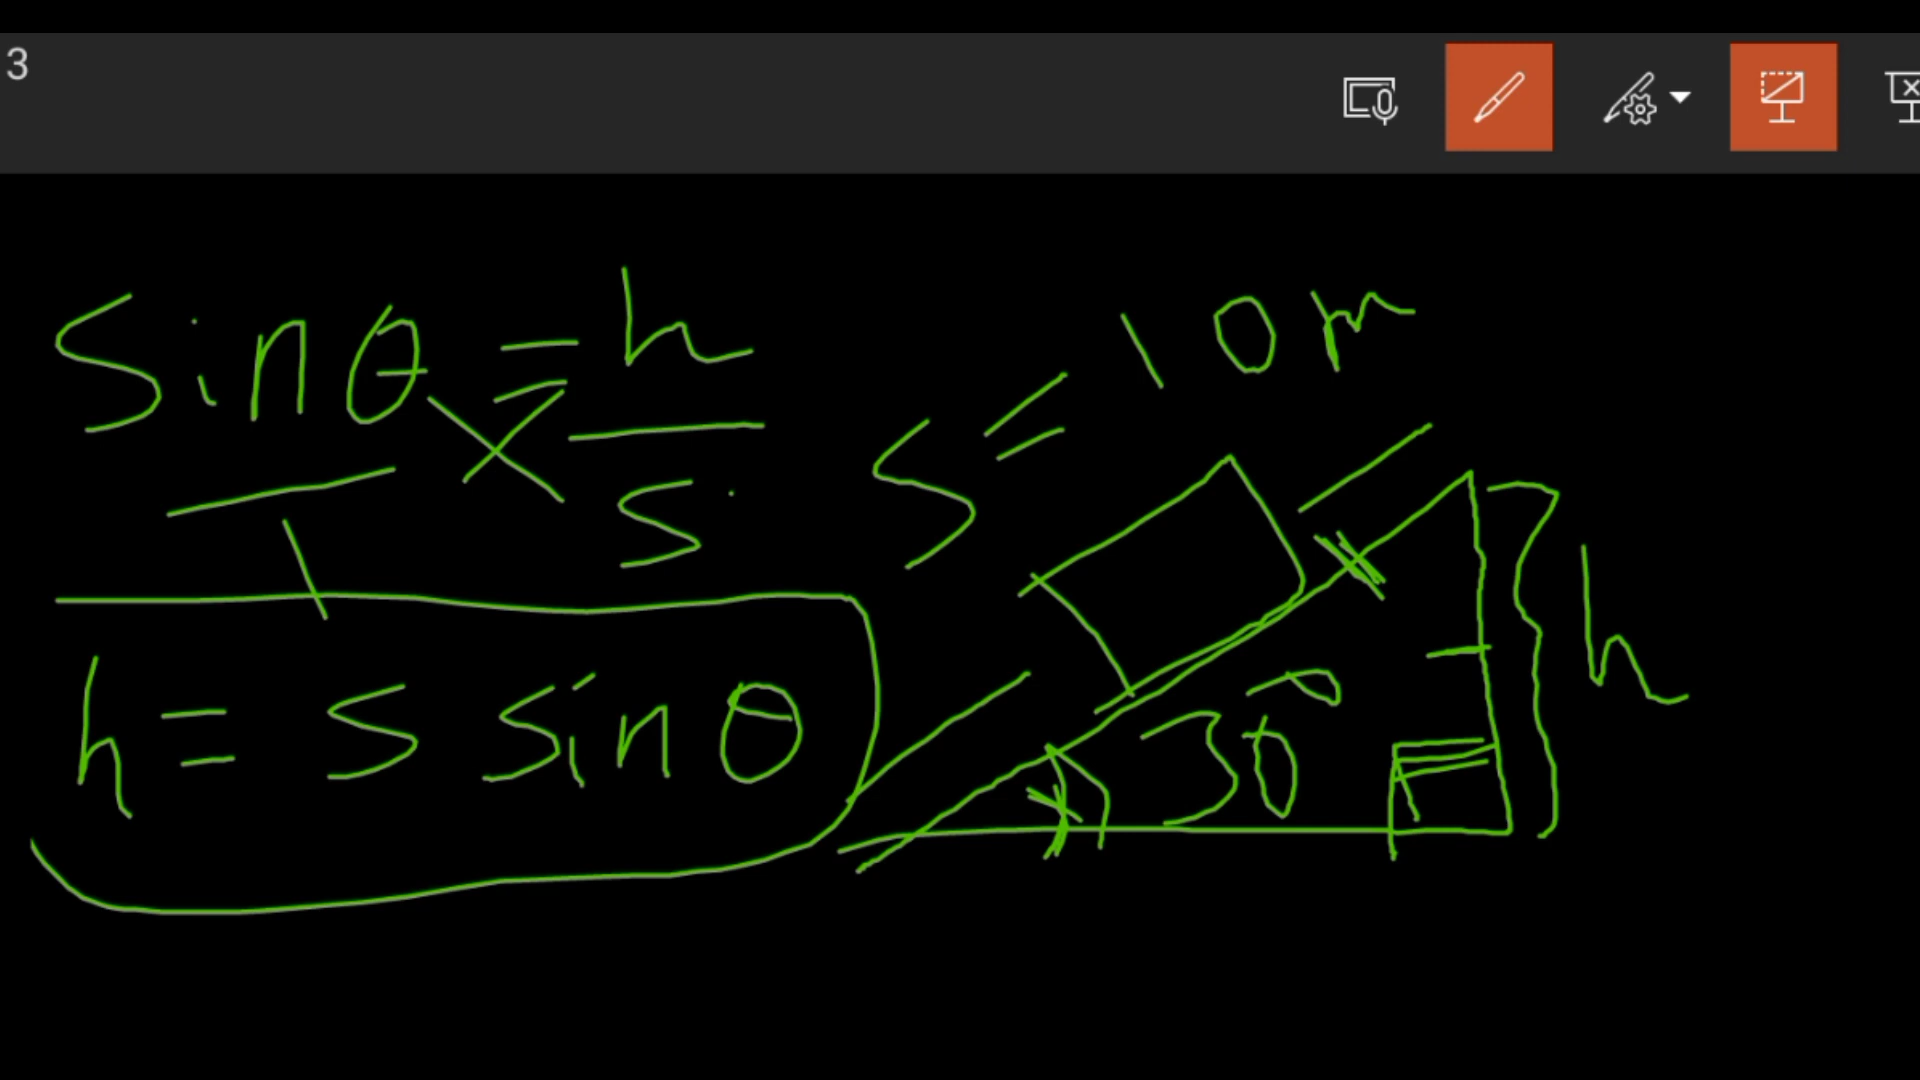 3
sinθ = h
1 s
h = s sinθ
s = 10m
30°
h